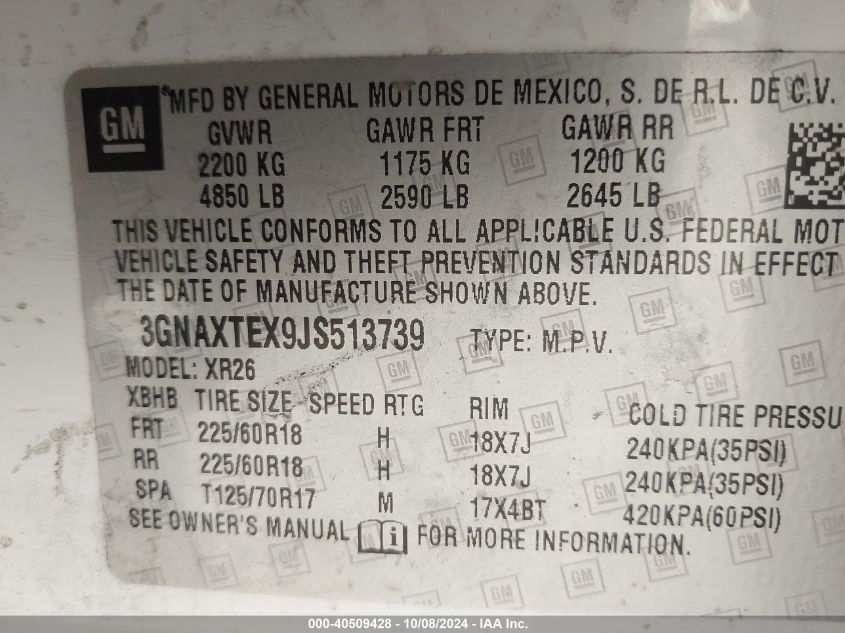 GM *MFD BY GENERAL MOTORS DE MEXICO, S. DE R.L. DE C.V.
GVWR GAWR FRT GAWR RR
2200 KG 1175 KG 1200 KG
4850 LB 2590 LB 2645 LB
THIS VEHICLE CONFORMS TO ALL APPLICABLE U.S. FEDERAL MOT
VEHICLE SAFETY AND THEFT PREVENTION STANDARDS IN EFFECT
THE DATE OF MANUFACTURE SHOWN ABOVE.
3GNAXTEX9JS513739 TYPE: M.P.V.
MODEL: XR26
XBHB TIRE SIZE SPEED RTG RIM COLD TIRE PRESSU
FRT 225/60R18 H 18X7J 240KPA(35PSI)
RR 225/60R18 H 18X7J 240KPA(35PSI)
SPA T125/70R17 M 17X4BT 420KPA(60PSI)
SEE OWNER'S MANUAL i FOR MORE INFORMATION.
000-40509428 - 10/08/2024 - IAA Inc.